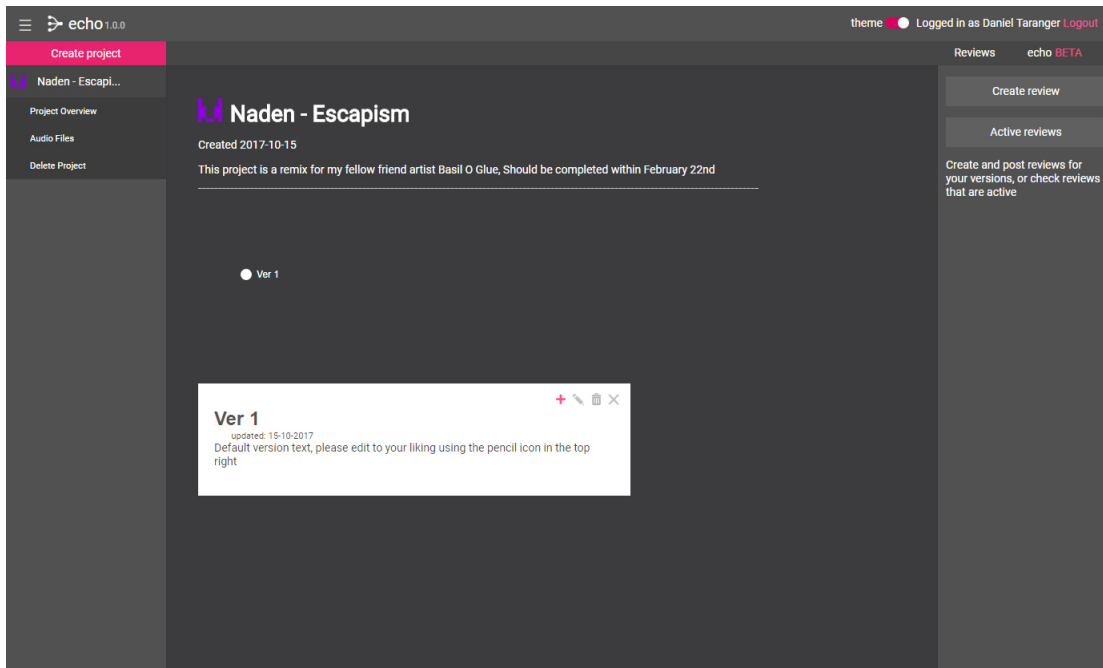 echo 1.0.0
theme Logged in as Daniel Taranger Logout
Create project
Reviews echo BETA
Naden - Escapi...
Project Overview
Audio Files
Delete Project
Naden - Escapism
Created 2017-10-15
This project is a remix for my fellow friend artist Basil O Glue, Should be completed within February 22nd
Ver 1
Ver 1
updated: 15-10-2017
Default version text, please edit to your liking using the pencil icon in the top
right
Create review
Active reviews
Create and post reviews for
your versions, or check reviews
that are active